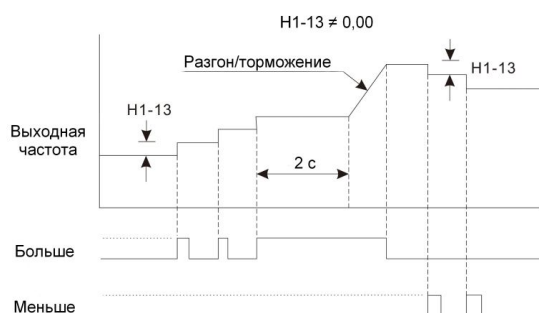 H1-13 ≠ 0,00
Разгон/торможение
H1-13
H1-13
Выходная
частота
2 с
Больше
Меньше